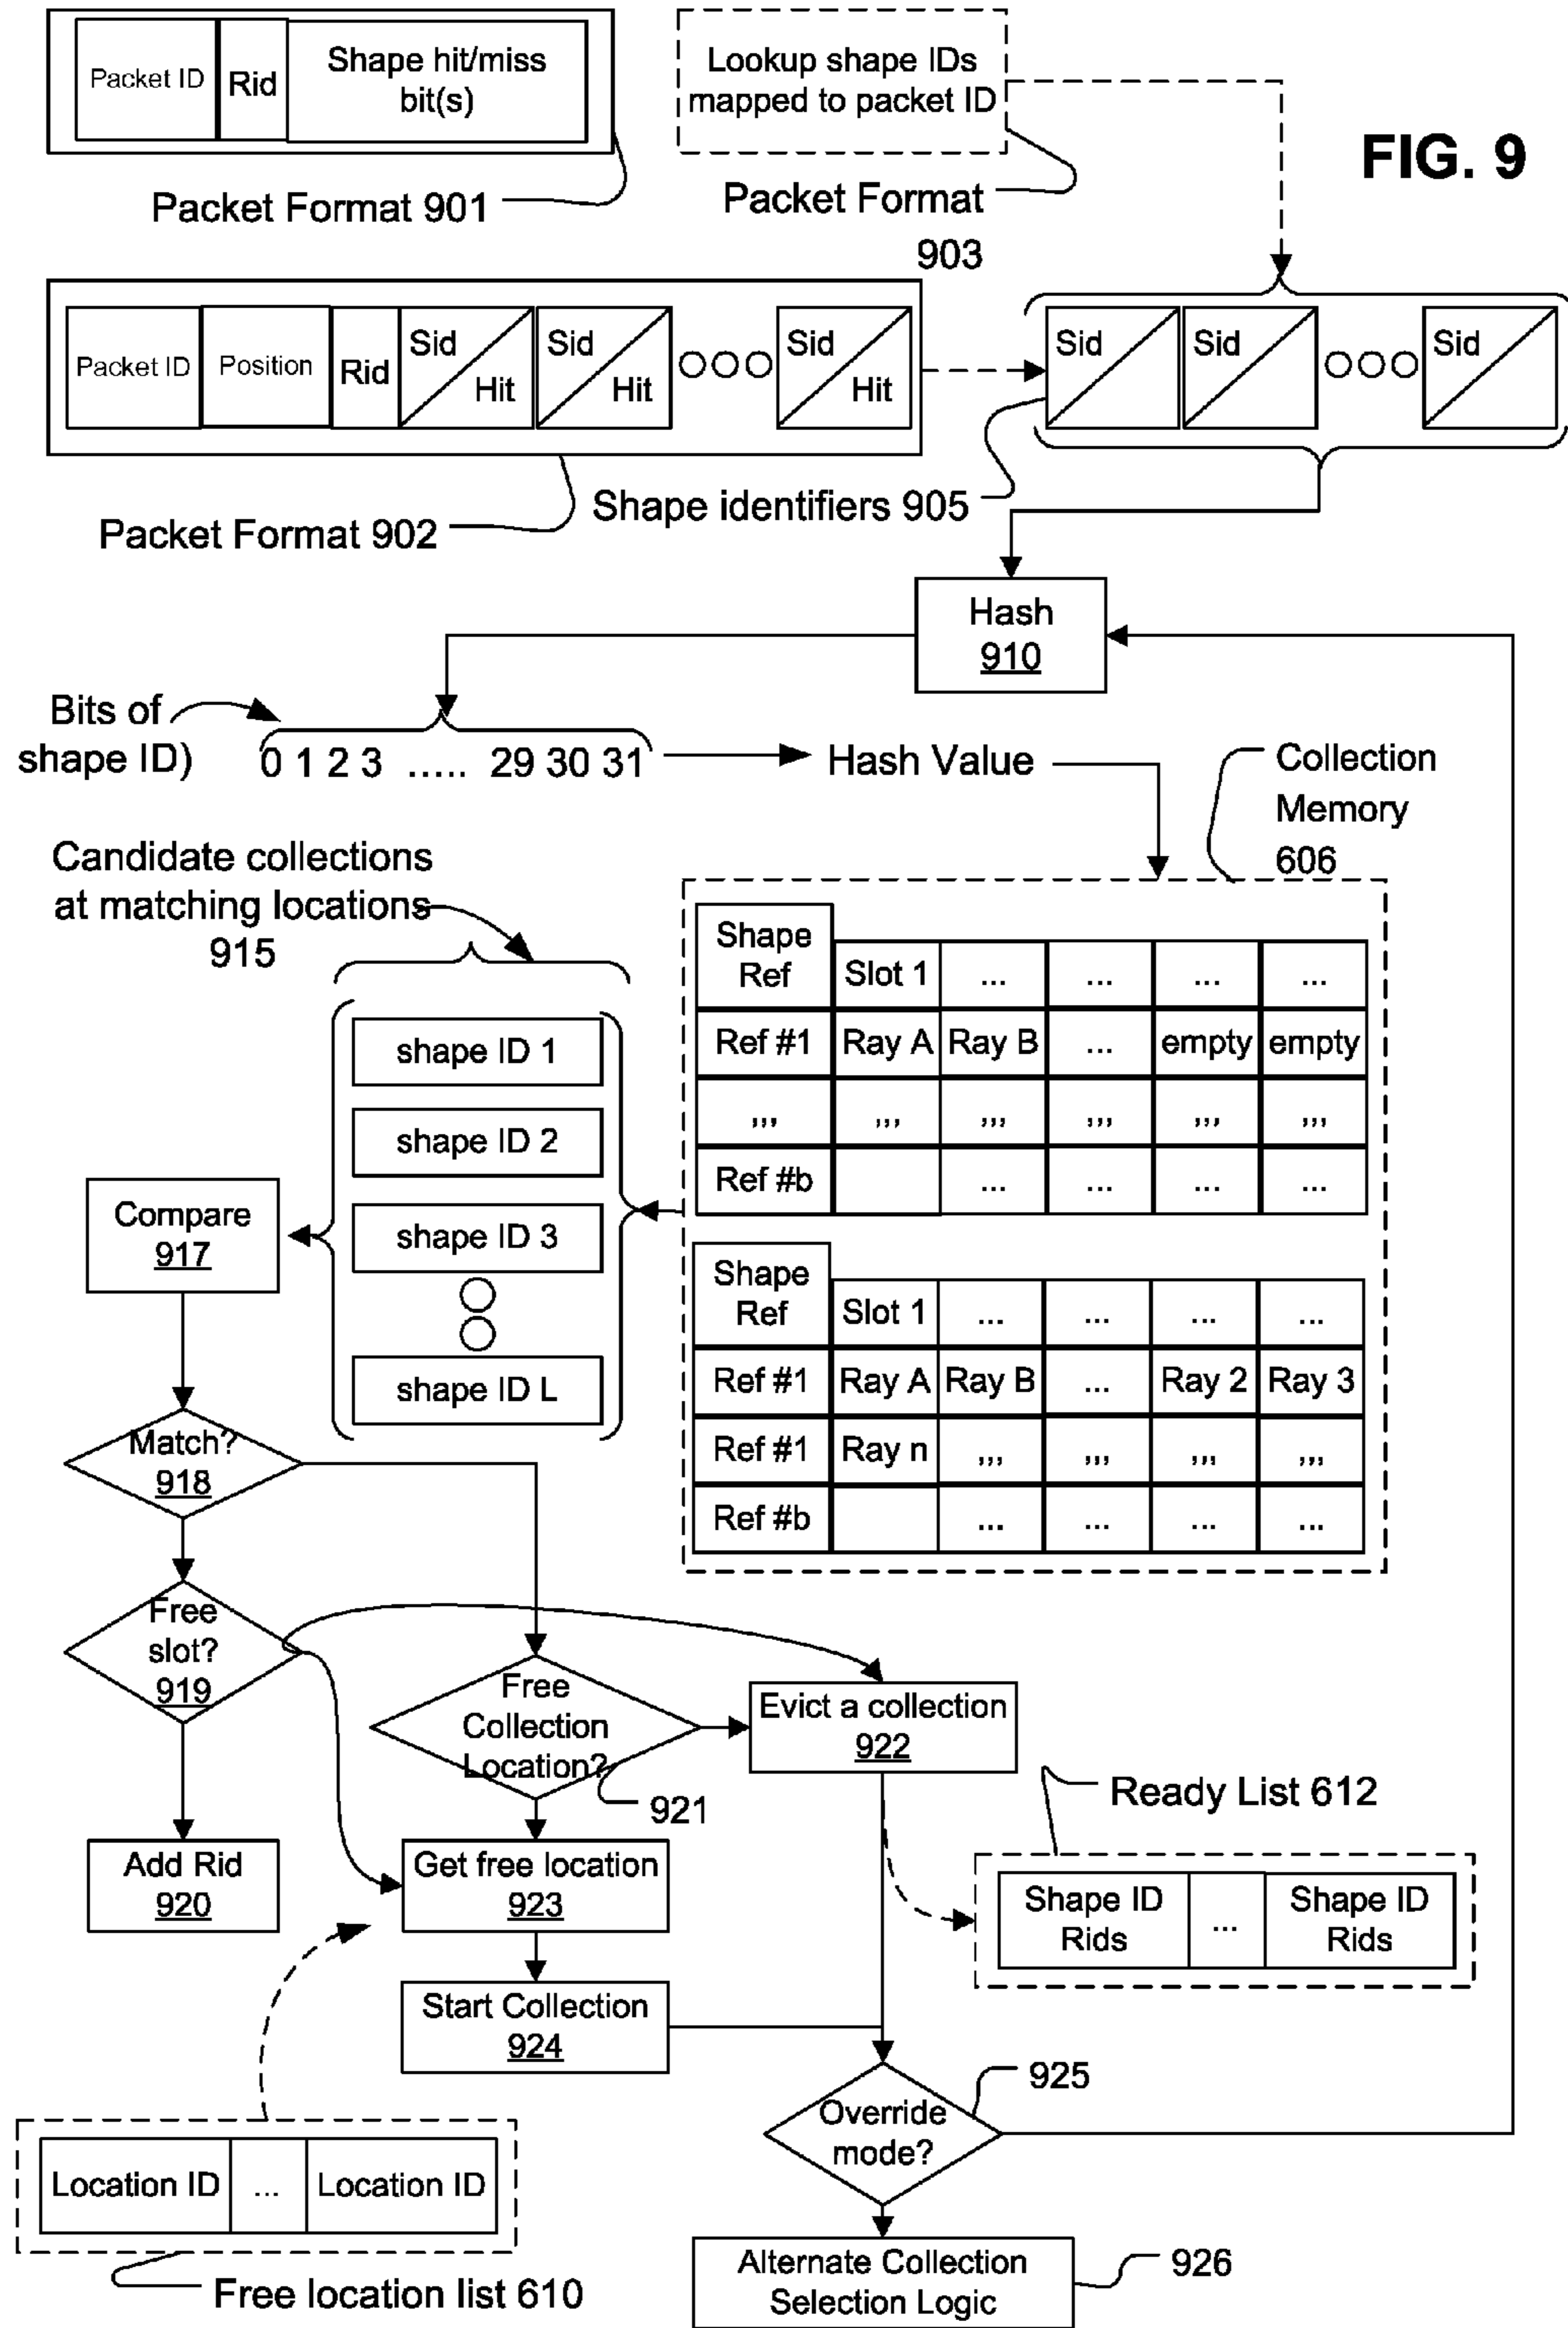 Packet ID
Rid
Shape hit/miss
bit(s)
Packet Format 901
Lookup shape IDs
mapped to packet ID
Packet Format
903
FIG. 9
Packet ID
Position
Rid
Sid
Hit
Sid
Hit
Sid
Hit
Sid
Sid
Sid
Packet Format 902
Shape identifiers 905
Hash
910
Bits of
shape ID)
0 1 2 3 ..... 29 30 31
Hash Value
Collection
Memory
606
Candidate collections
at matching locations
915
shape ID 1
shape ID 2
shape ID 3
shape ID L
Shape
Ref
Slot 1 ... ... ... ...
Ref #1 Ray A Ray B ... empty empty
,,, ,,, ,,, ,,, ,,, ,,,
Ref #b ... ... ... ...
Shape
Ref
Slot 1 ... ... ... ...
Ref #1 Ray A Ray B ... Ray 2 Ray 3
Ref #1 Ray n ,,, ,,, ,,, ,,,
Ref #b ... ... ... ...
Compare
917
Match?
918
Free
slot?
919
Add Rid
920
Free
Collection
Location?
921
Evict a collection
922
Get free location
923
Start Collection
924
Ready List 612
Shape ID
Rids
...
Shape ID
Rids
925
Override
mode?
Location ID ... Location ID
Free location list 610
Alternate Collection
Selection Logic
926